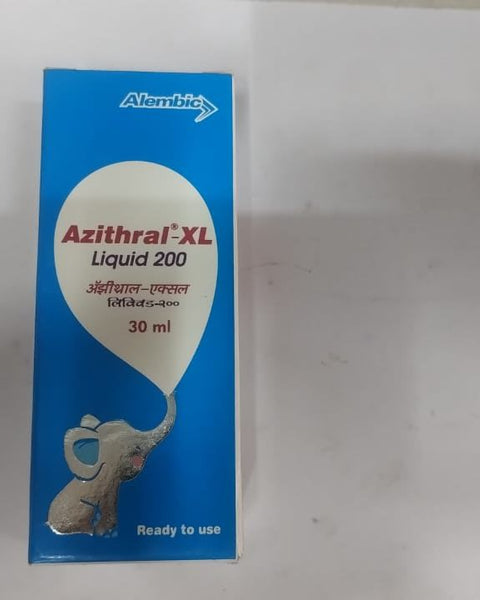 Alembic
Azithral®-XL
Liquid 200
अ‍ॅझीथ्राल-एक्सल
लिक्विड-२००
30 ml
Ready to use